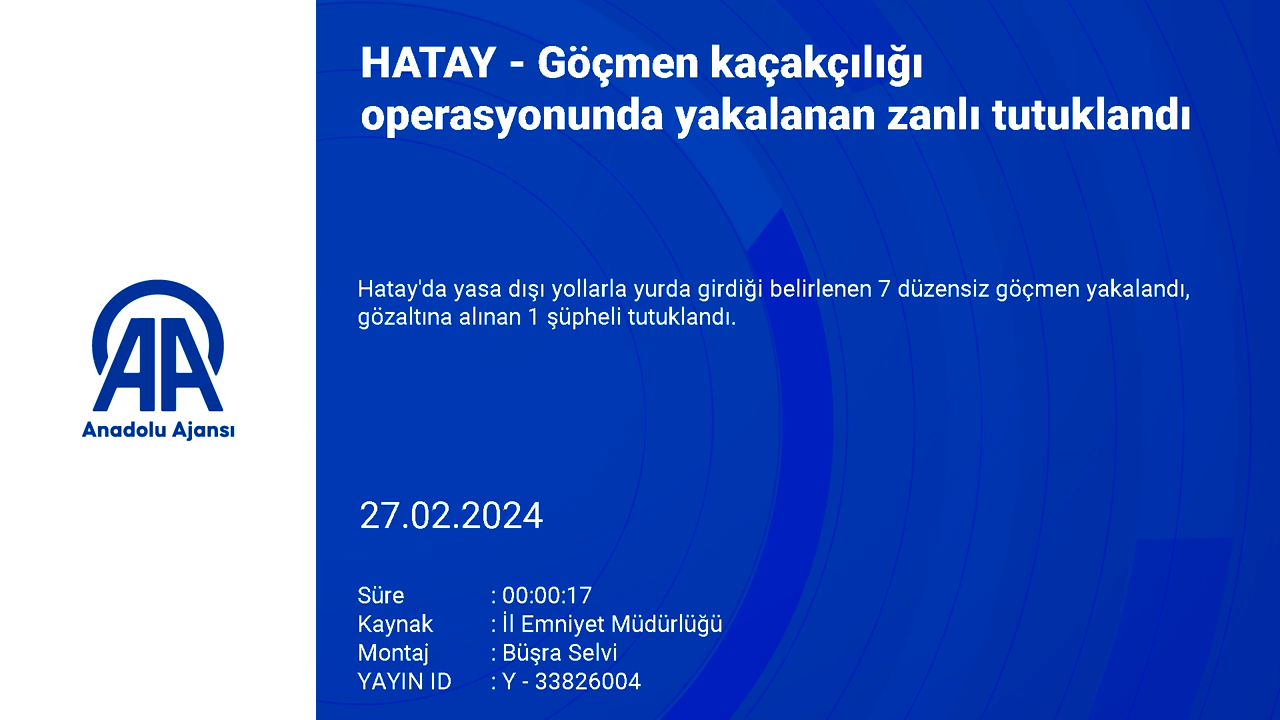 HATAY - Göçmen kaçakçılığı
operasyonunda yakalanan zanlı tutuklandı
Hatay'da yasa dışı yollarla yurda girdiği belirlenen 7 düzensiz göçmen yakalandı,
gözaltına alınan 1 şüpheli tutuklandı.
AA
Anadolu Ajansı
27.02.2024
Süre : 00:00:17
Kaynak : İl Emniyet Müdürlüğü
Montaj : Büşra Selvi
YAYIN ID : Y - 33826004